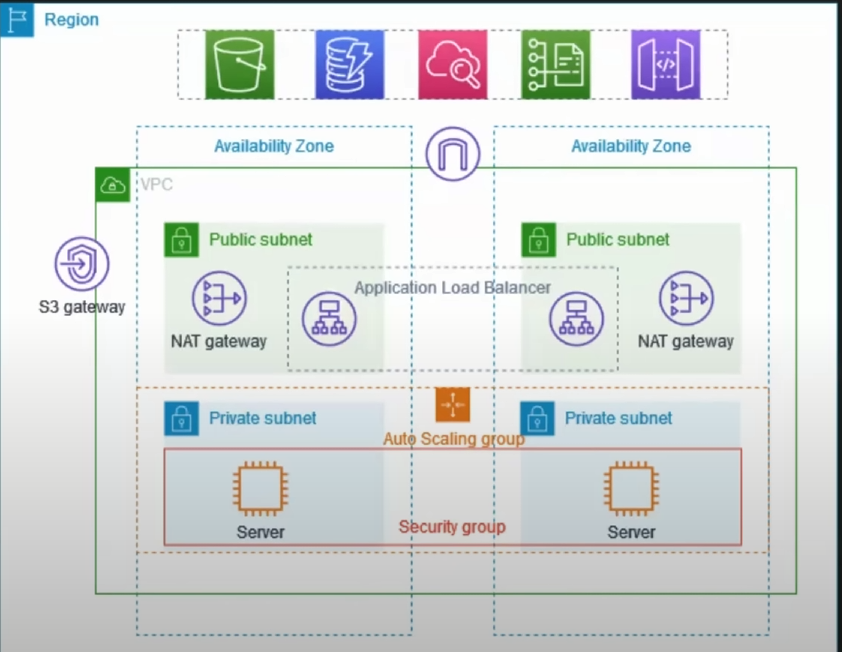 Region
Availability Zone
Availability Zone
VPC
Public subnet
Public subnet
Application Load Balancer
S3 gateway
NAT gateway
NAT gateway
Private subnet
Private subnet
Auto Scaling group
Security group
Server
Server